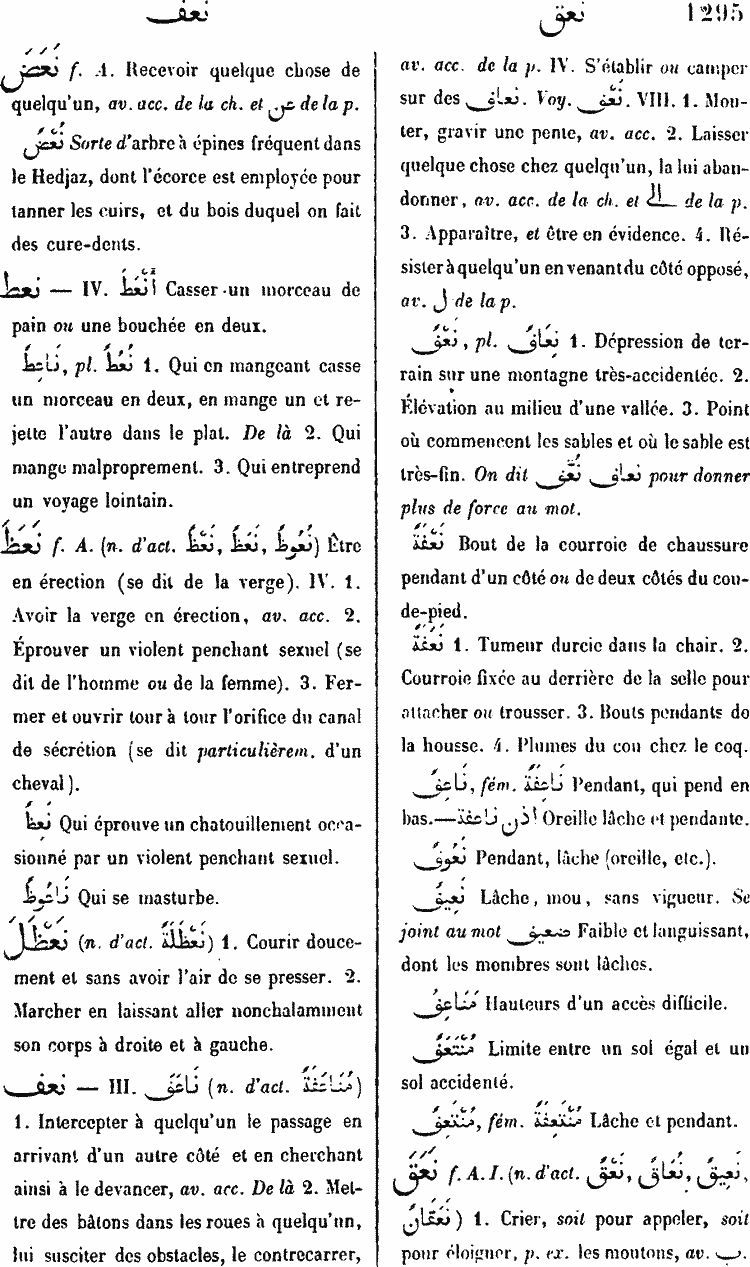 نعف
نعق
1295
نَعَضَ f. A. Recevoir quelque chose de
quelqu'un, av. acc. de la ch. et عن de la p.
نَعْضٌ Sorte d'arbre à épines fréquent dans
le Hedjaz, dont l'écorce est employée pour
tanner les cuirs, et du bois duquel on fait
des cure-dents.
نعط — IV. أَنْعَطَ Casser un morceau de
pain ou une bouchée en deux.
نَاعِطٌ, pl. نُعُطٌ 1. Qui en mangeant casse
un morceau en deux, en mange un et re-
jette l'autre dans le plat. De là 2. Qui
mange malproprement. 3. Qui entreprend
un voyage lointain.
نَعَظَ f. A. (n. d'act. نَعْظٌ, نَعَظٌ, نُعُوظٌ) Être
en érection (se dit de la verge). IV. 1.
Avoir la verge en érection, av. acc. 2.
Éprouver un violent penchant sexuel (se
dit de l'homme ou de la femme). 3. Fer-
mer et ouvrir tour à tour l'orifice du canal
de sécrétion (se dit particulièrem. d'un
cheval).
نَعِظٌ Qui éprouve un chatouillement occa-
sionné par un violent penchant sexuel.
نَاعُوظٌ Qui se masturbe.
نَعْظَلَ (n. d'act. نَعْظَلَةٌ) 1. Courir douce-
ment et sans avoir l'air de se presser. 2.
Marcher en laissant aller nonchalamment
son corps à droite et à gauche.
نعف — III. نَاعَفَ (n. d'act. مُنَاعَفَةٌ)
1. Intercepter à quelqu'un le passage en
arrivant d'un autre côté et en cherchant
ainsi à le devancer, av. acc. De là 2. Met-
tre des bâtons dans les roues à quelqu'un,
lui susciter des obstacles, le contrecarrer,
av. acc. de la p. IV. S'établir ou camper
sur des نعاف. Voy. نَعْفٌ. VIII. 1. Mon-
ter, gravir une pente, av. acc. 2. Laisser
quelque chose chez quelqu'un, la lui aban-
donner, av. acc. de la ch. et الى de la p.
3. Apparaître, et être en évidence. 4. Ré-
sister à quelqu'un en venant du côté opposé,
av. ل de la p.
نَعْفٌ, pl. نِعَافٌ 1. Dépression de ter-
rain sur une montagne très-accidentée. 2.
Élévation au milieu d'une vallée. 3. Point
où commencent les sables et où le sable est
très-fin. On dit نعاف نُعَّفٌ pour donner
plus de force au mot.
نَعْفَةٌ Bout de la courroie de chaussure
pendant d'un côté ou de deux côtés du cou-
de-pied.
نَعَفَةٌ 1. Tumeur durcie dans la chair. 2.
Courroie fixée au derrière de la selle pour
attacher ou trousser. 3. Bouts pendants de
la housse. 4. Plumes du cou chez le coq.
نَاعِفٌ, fém. نَاعِفَةٌ Pendant, qui pend en
bas.—أذن ناعفة Oreille lâche et pendante.
نَعُوفٌ Pendant, lâche (oreille, etc.).
نَعِيفٌ Lâche, mou, sans vigueur. Se
joint au mot ضعيف Faible et languissant,
dont les membres sont lâches.
مَنَاعِفُ Hauteurs d'un accès difficile.
مُنْتَعَفٌ Limite entre un sol égal et un
sol accidenté.
مُنْتَعِفٌ, fém. مُنْتَعِفَةٌ Lâche et pendant.
نَعَقَ f. A. I. (n. d'act. نَعْقٌ, نُعَاقٌ, نَعِيقٌ,
نَعَقَانٌ) 1. Crier, soit pour appeler, soit
pour éloigner, p. ex. les moutons, av. ب.